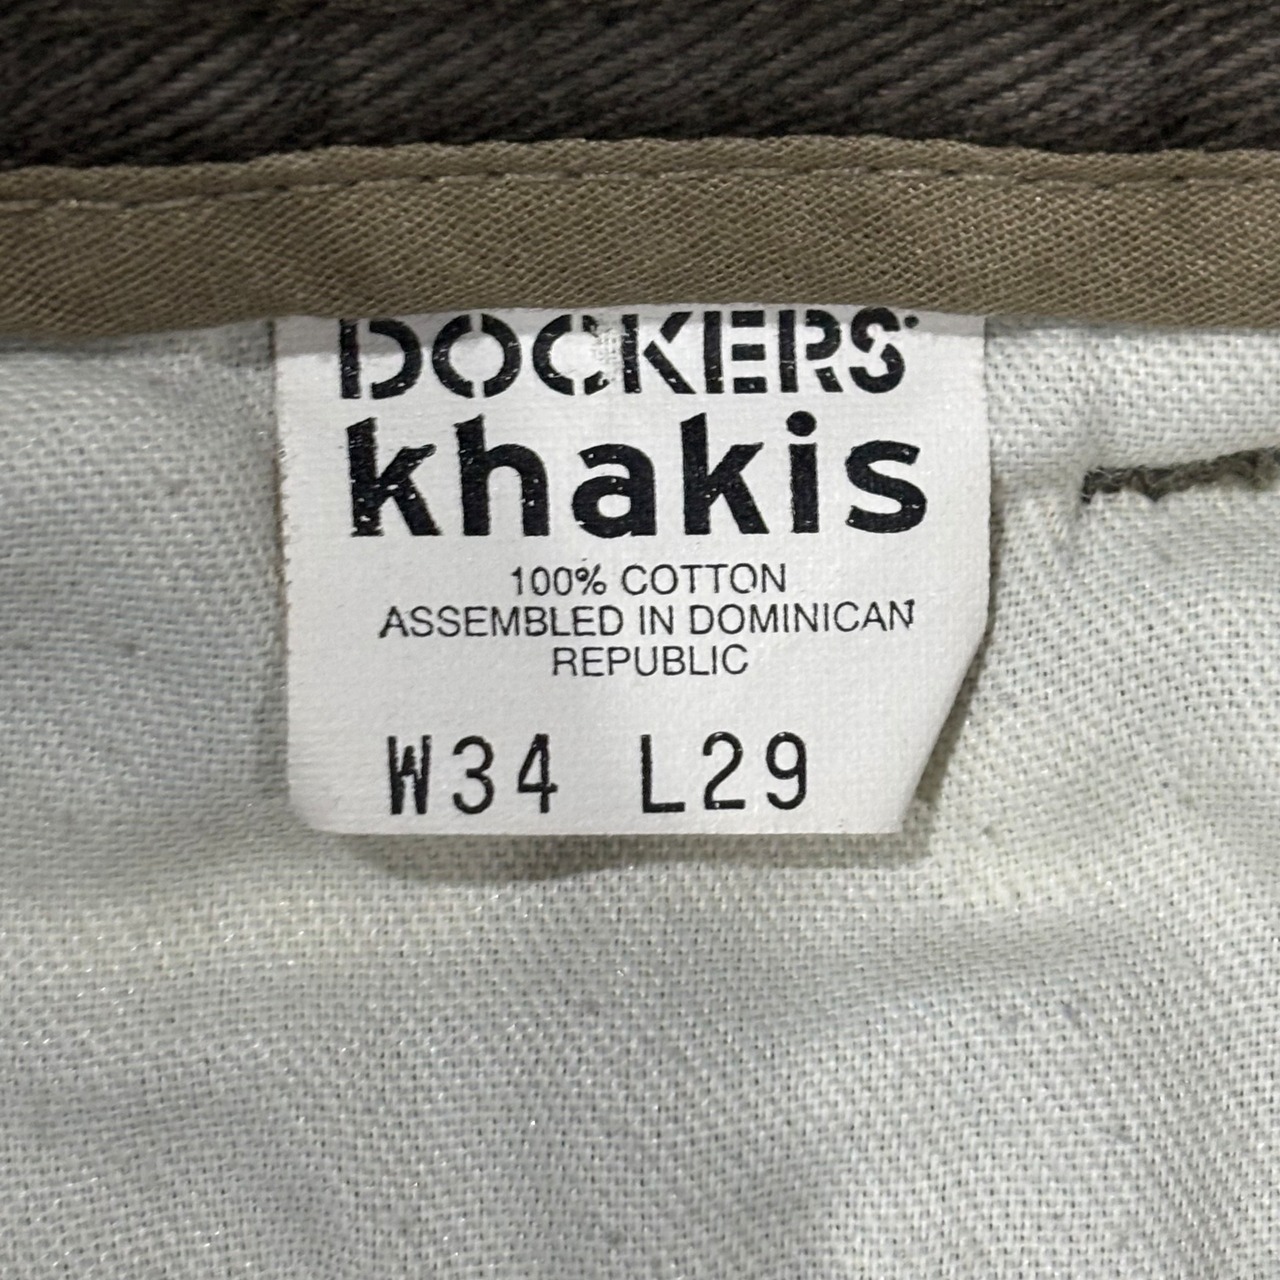 DOCKERS
khakis
100% COTTON
ASSEMBLED IN DOMINICAN
REPUBLIC
W34 L29